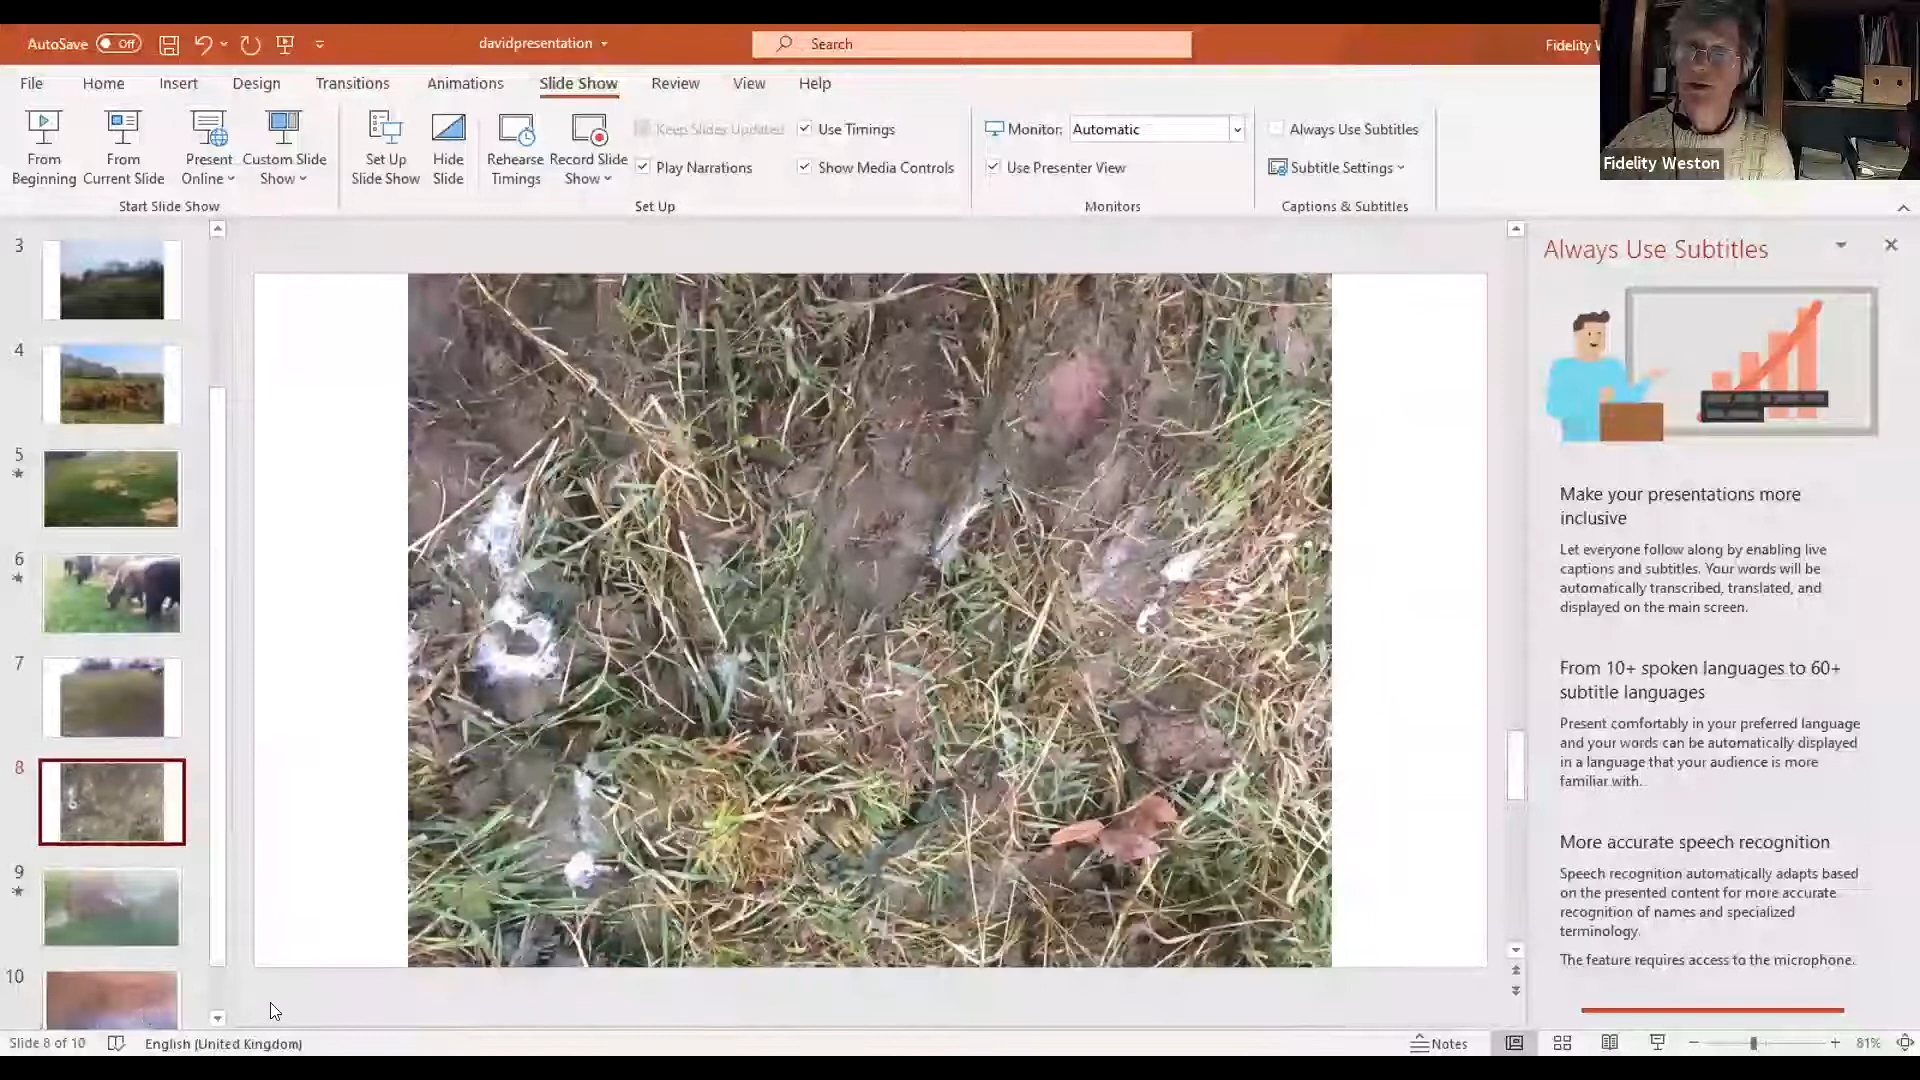 AutoSave Off
davidpresentation
Search
Fidelity W
File Home Insert Design Transitions Animations Slide Show Review View Help
From Beginning
From Current Slide
Present Online
Custom Slide Show
Set Up Slide Show
Hide Slide
Rehearse Timings
Record Slide Show
Keep Slides Updated
Play Narrations
Use Timings
Show Media Controls
Monitor: Automatic
Use Presenter View
Always Use Subtitles
Subtitle Settings
Start Slide Show
Set Up
Monitors
Captions & Subtitles
Fidelity Weston
3
4
5
6
7
8
9
10
Always Use Subtitles
Make your presentations more
inclusive
Let everyone follow along by enabling live
captions and subtitles. Your words will be
automatically transcribed, translated, and
displayed on the main screen.
From 10+ spoken languages to 60+
subtitle languages
Present comfortably in your preferred language
and your words can be automatically displayed
in a language that your audience is more
familiar with.
More accurate speech recognition
Speech recognition automatically adapts based
on the presented content for more accurate
recognition of names and specialized
terminology.
The feature requires access to the microphone.
Slide 8 of 10
English (United Kingdom)
Notes
81%